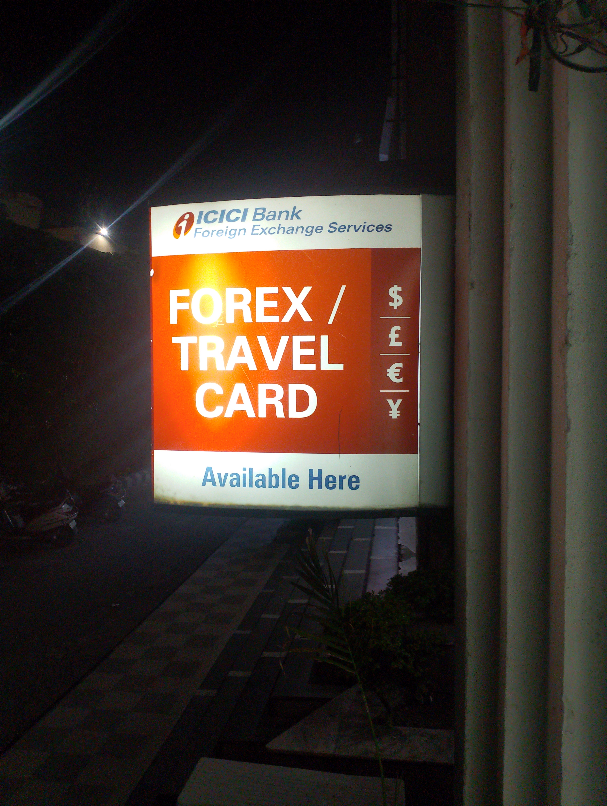 ICICI Bank
Foreign Exchange Services
FOREX /
TRAVEL
CARD
$
£
€
¥
Available Here